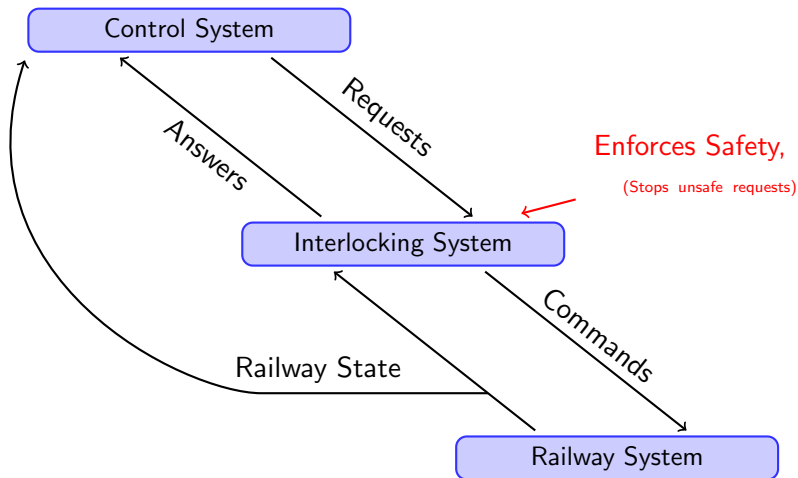 Control System
Requests
Answers
Enforces Safety,
(Stops unsafe requests)
Interlocking System
Commands
Railway State
Railway System